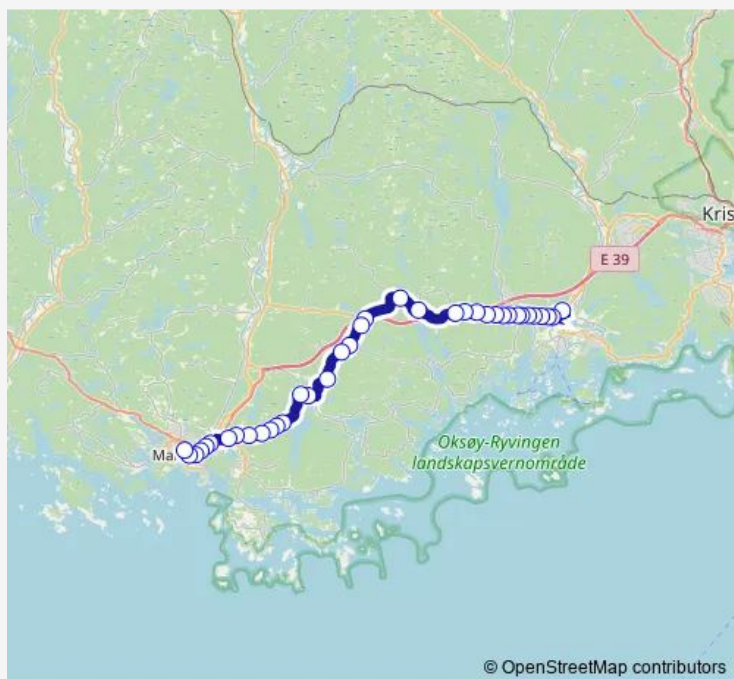 Kris
E 39
Ma
Oksøy-Ryvingen
landskapsvernområde
© OpenStreetMap contributors